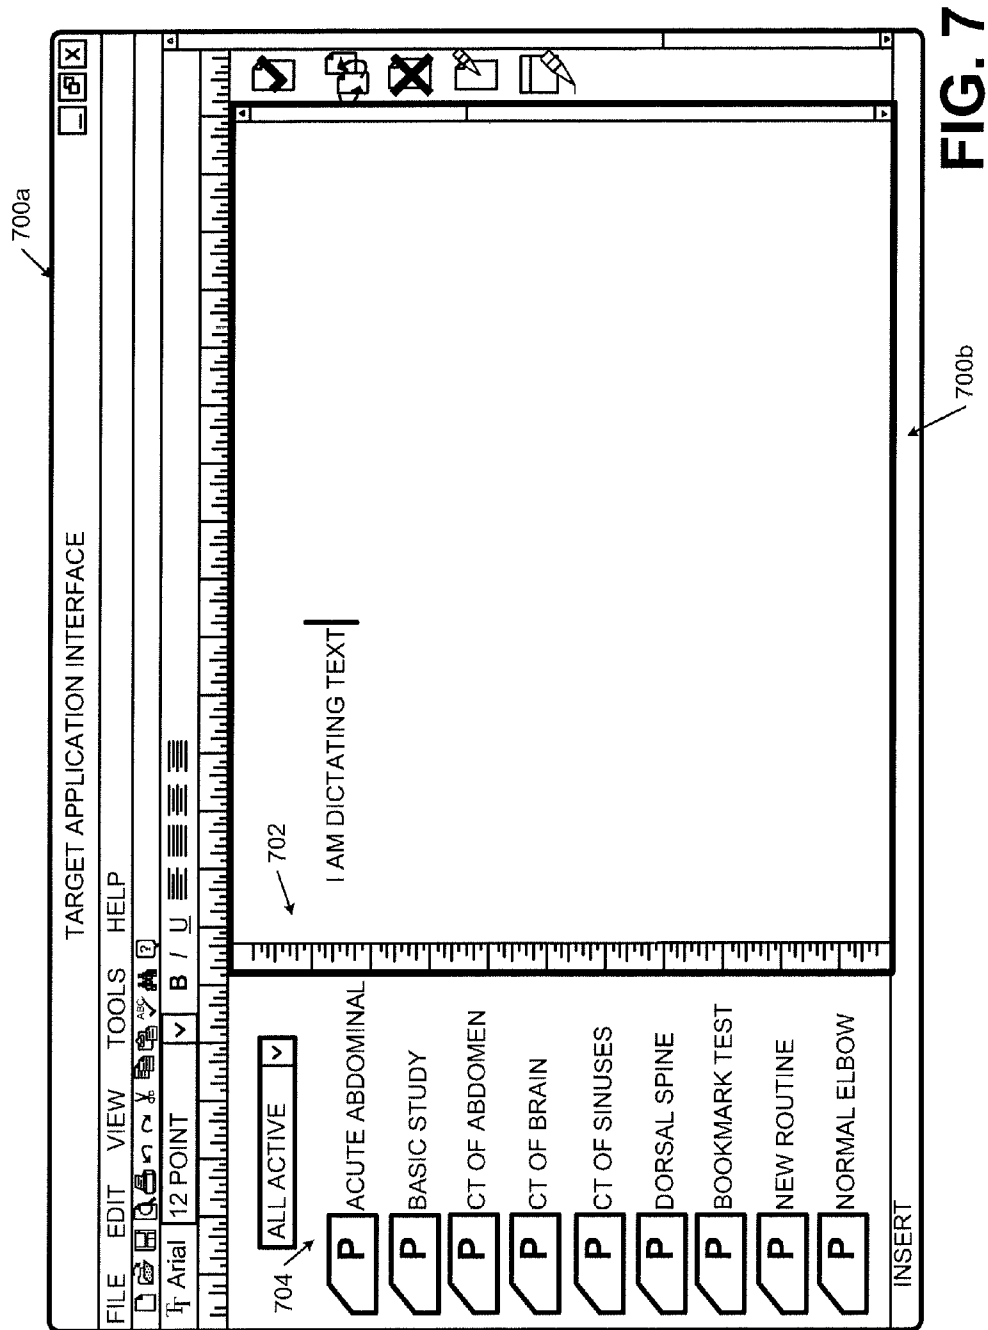 700a
TARGET APPLICATION INTERFACE
X
FILE EDIT VIEW TOOLS HELP
ABC ?
Tr Arial 12 POINT B I U
ALL ACTIVE
702
704
P ACUTE ABDOMINAL
I AM DICTATING TEXT
P BASIC STUDY
P CT OF ABDOMEN
P CT OF BRAIN
P CT OF SINUSES
P DORSAL SPINE
P BOOKMARK TEST
P NEW ROUTINE
P NORMAL ELBOW
INSERT
700b
FIG. 7